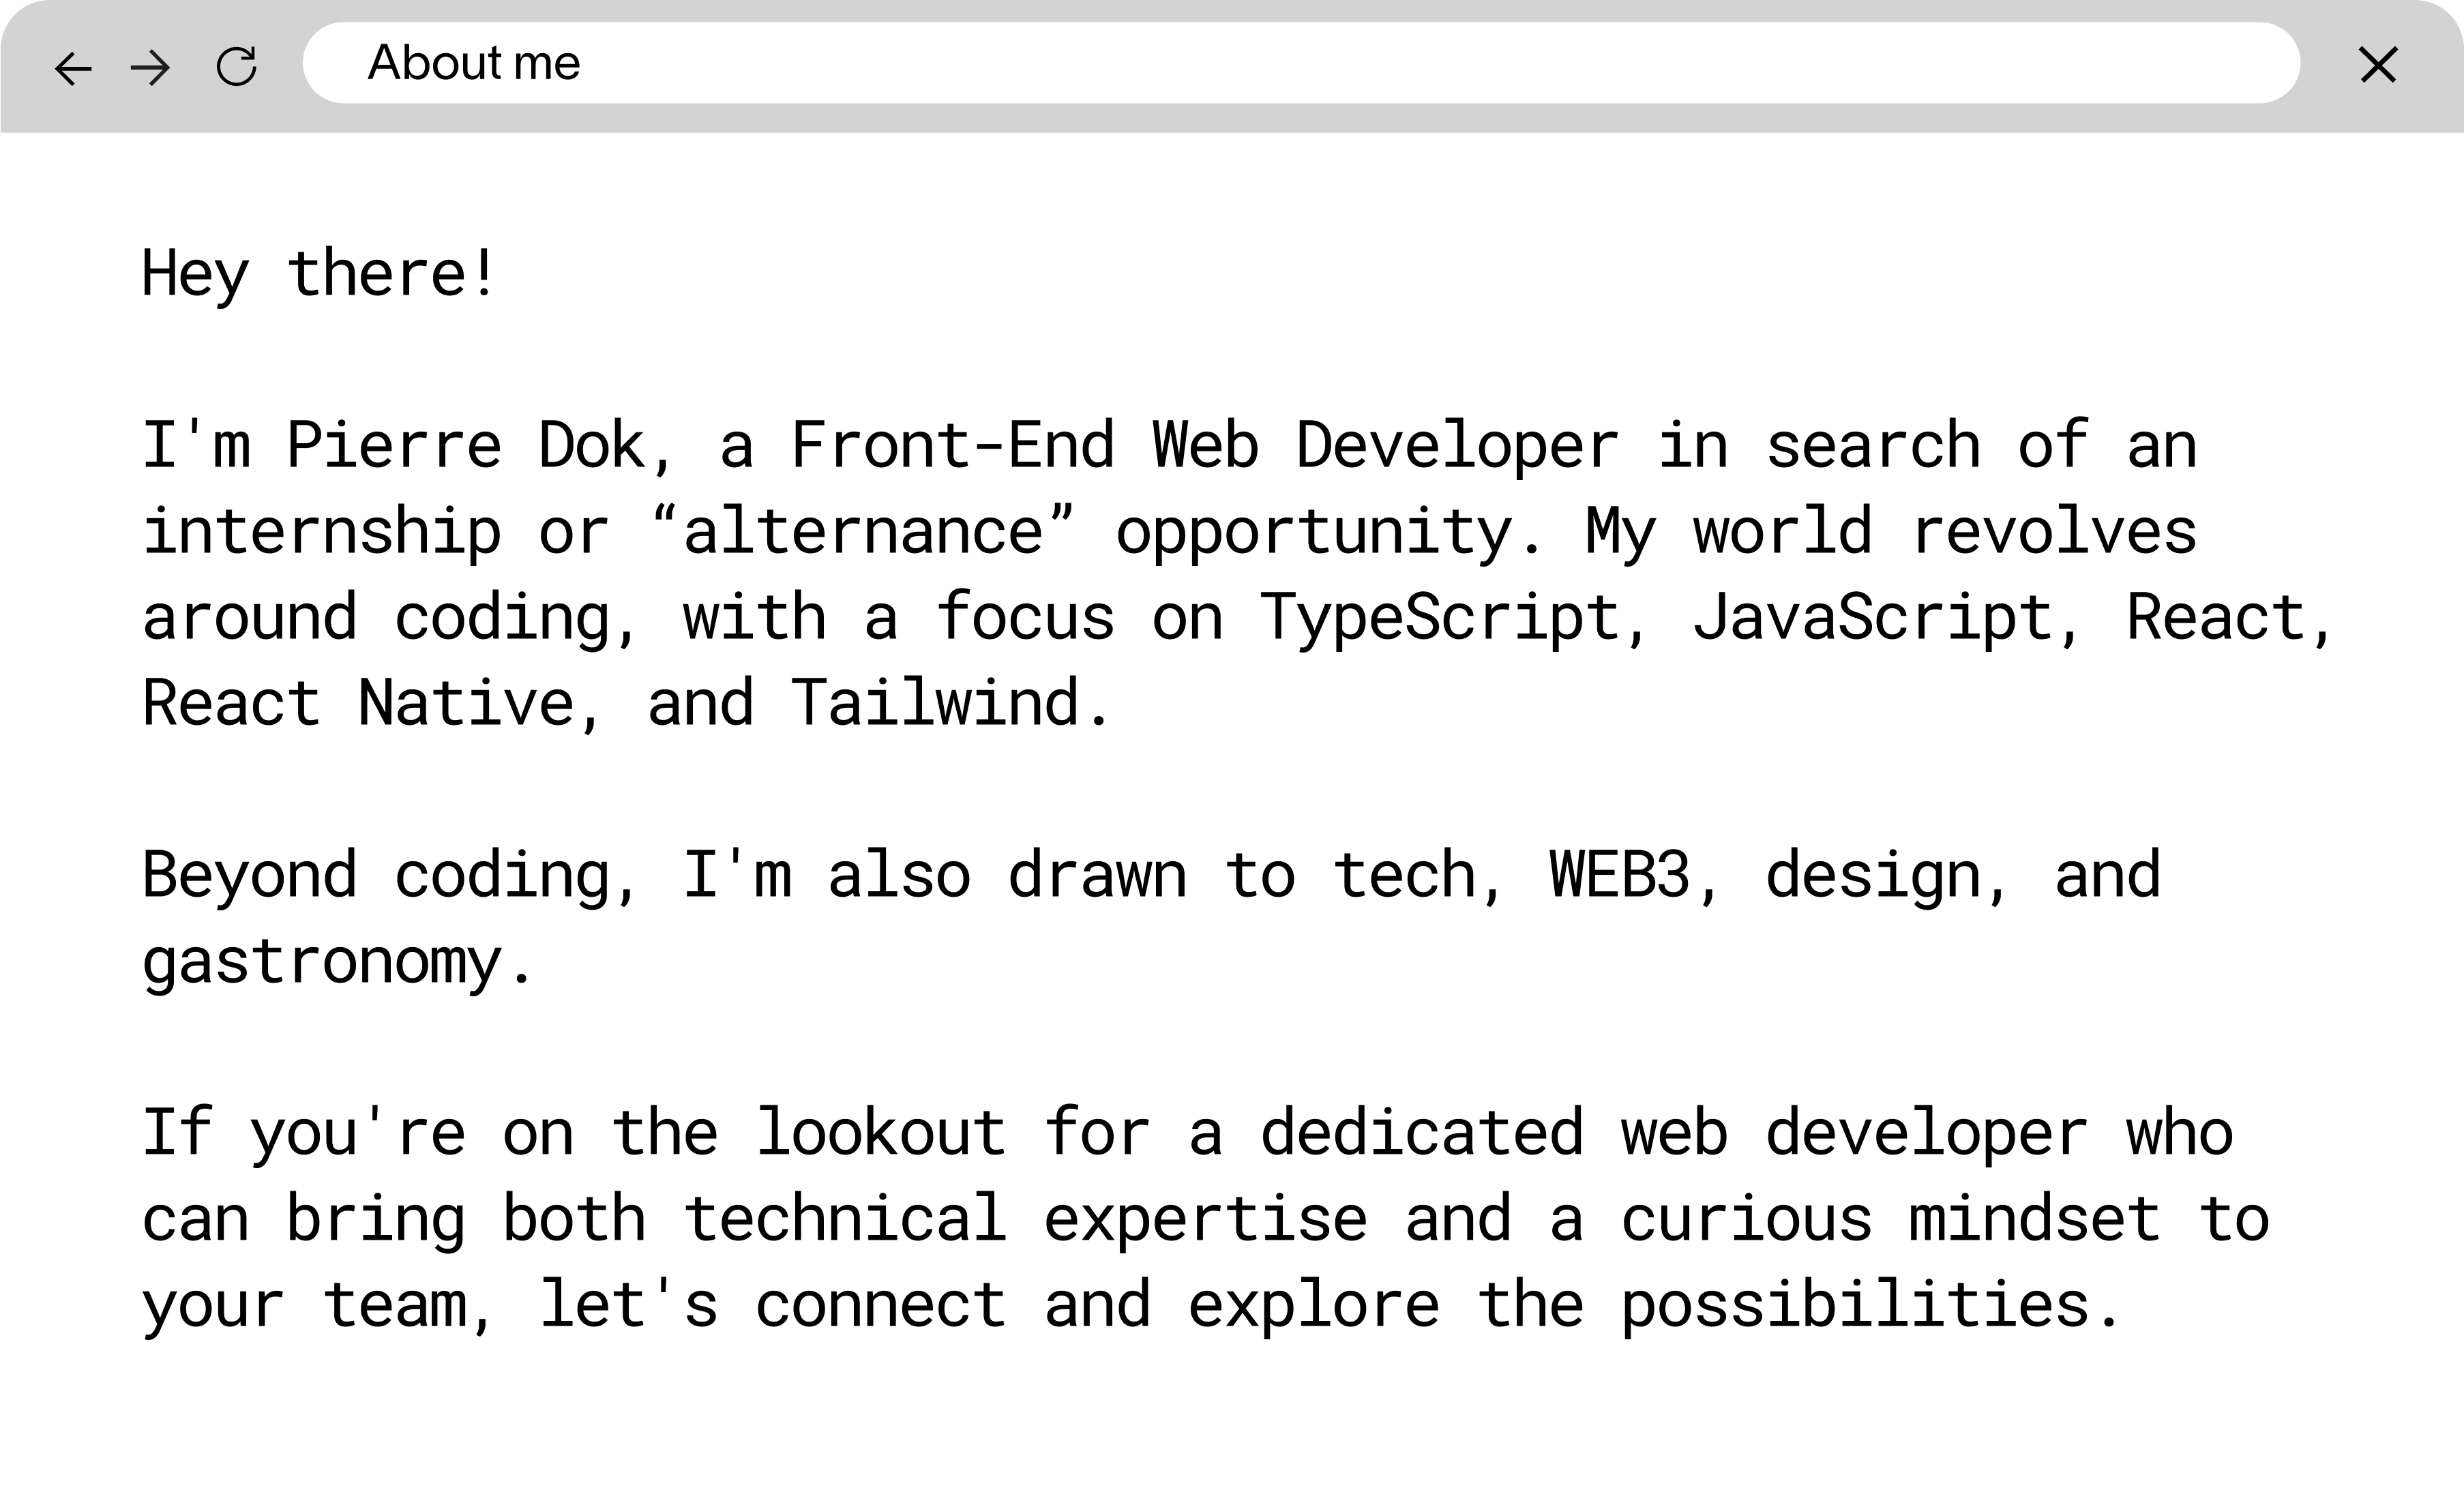 About me
Hey there!
I'm Pierre Dok, a Front-End Web Developer in search of an
internship or “alternance” opportunity. My world revolves
around coding, with a focus on TypeScript, JavaScript, React,
React Native, and Tailwind.
Beyond coding, I'm also drawn to tech, WEB3, design, and
gastronomy.
If you're on the lookout for a dedicated web developer who
can bring both technical expertise and a curious mindset to
your team, let's connect and explore the possibilities.